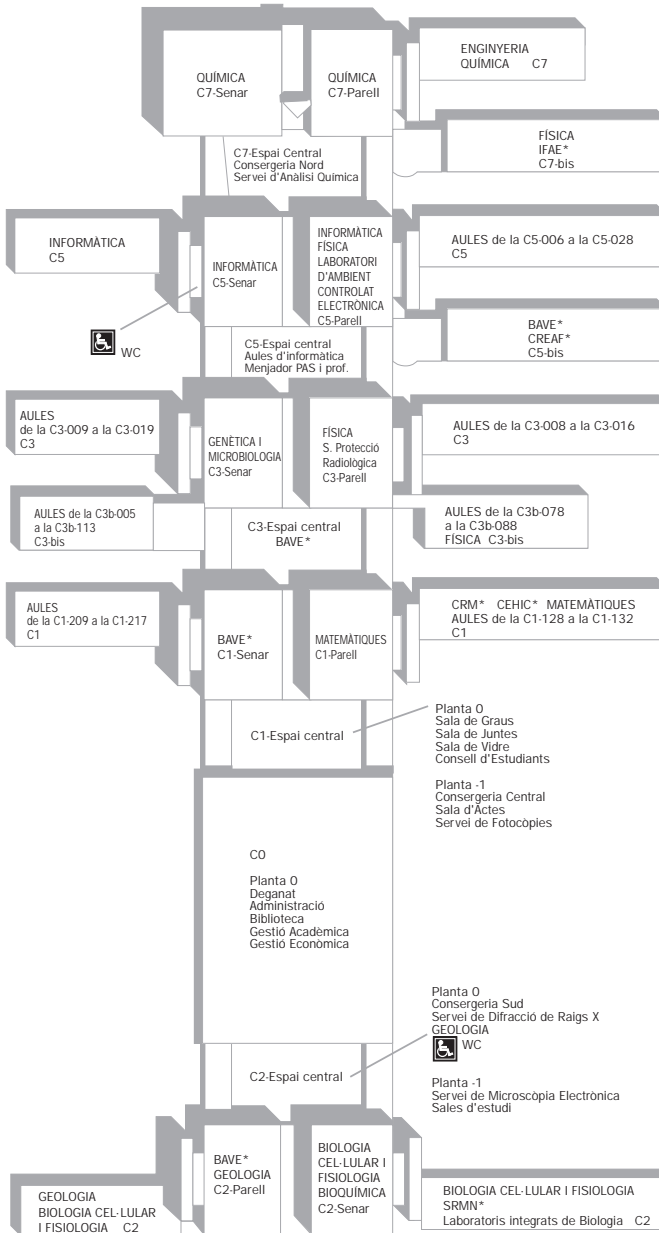 QUÍMICA
C7-Senar
QUÍMICA
C7-Parell
ENGINYERIA
QUÍMICA C7
FÍSICA
IFAE*
C7-bis
C7-Espai Central
Consergeria Nord
Servei d'Anàlisi Química
INFORMÀTICA
C5
INFORMÀTICA
C5-Senar
INFORMÀTICA
FÍSICA
LABORATORI
D'AMBIENT
CONTROLAT
ELECTRÒNICA
C5-Parell
AULES de la C5-006 a la C5-028
C5
WC
C5-Espai central
Aules d'informàtica
Menjador PAS i prof.
BAVE*
CREAF*
C5-bis
AULES
de la C3-009 a la C3-019
C3
GENÈTICA I
MICROBIOLOGIA
C3-Senar
FÍSICA
S. Protecció
Radiològica
C3-Parell
AULES de la C3-008 a la C3-016
C3
AULES de la C3b-005
a la C3b-113
C3-bis
C3-Espai central
BAVE*
AULES de la C3b-078
a la C3b-088
FÍSICA C3-bis
AULES
de la C1-209 a la C1-217
C1
BAVE*
C1-Senar
MATEMÀTIQUES
C1-Parell
CRM* CEHIC* MATEMÀTIQUES
AULES de la C1-128 a la C1-132
C1
C1-Espai central
Planta 0
Sala de Graus
Sala de Juntes
Sala de Vidre
Consell d'Estudiants
Planta -1
Consergeria Central
Sala d'Actes
Servei de Fotocòpies
C0
Planta 0
Deganat
Administració
Biblioteca
Gestió Acadèmica
Gestió Econòmica
Planta 0
Consergeria Sud
Servei de Difracció de Raigs X
GEOLOGIA
WC
Planta -1
Servei de Microscòpia Electrònica
Sales d'estudi
C2-Espai central
GEOLOGIA
BIOLOGIA CEL·LULAR
I FISIOLOGIA C2
BAVE*
GEOLOGIA
C2-Parell
BIOLOGIA
CEL·LULAR I
FISIOLOGIA
BIOQUÍMICA
C2-Senar
BIOLOGIA CEL·LULAR I FISIOLOGIA
SRMN*
Laboratoris integrats de Biologia C2